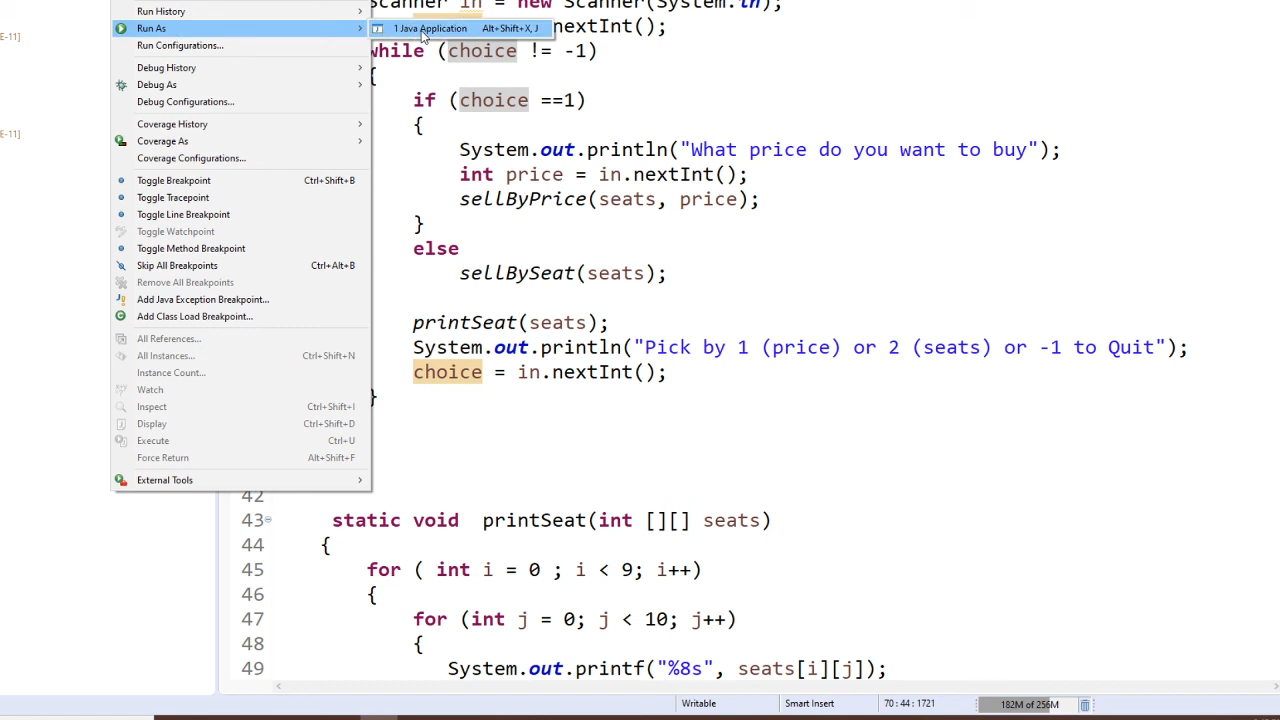 Run History
Run As
Run Configurations...
Debug History
Debug As
Debug Configurations...
Coverage History
Coverage As
Coverage Configurations...
Toggle Breakpoint Ctrl+Shift+B
Toggle Tracepoint
Toggle Line Breakpoint
Toggle Watchpoint
Toggle Method Breakpoint
Skip All Breakpoints Ctrl+Alt+B
Remove All Breakpoints
Add Java Exception Breakpoint...
Add Class Load Breakpoint...
All References...
All Instances... Ctrl+Shift+N
Instance Count...
Watch
Inspect Ctrl+Shift+I
Display Ctrl+Shift+D
Execute Ctrl+U
Force Return Alt+Shift+F
External Tools
1 Java Application Alt+Shift+X, J
E-11]
E-11]
Scanner in = new Scanner(System.in);
nextInt();
while (choice != -1)
{
if (choice ==1)
{
System.out.println("What price do you want to buy");
int price = in.nextInt();
sellByPrice(seats, price);
}
else
sellBySeat(seats);
printSeat(seats);
System.out.println("Pick by 1 (price) or 2 (seats) or -1 to Quit");
choice = in.nextInt();
}
42
43 static void printSeat(int [][] seats)
44 {
45 for ( int i = 0 ; i < 9; i++)
46 {
47 for (int j = 0; j < 10; j++)
48 {
49 System.out.printf("%8s", seats[i][j]);
Writable Smart Insert 70 : 44 : 1721 182M of 256M